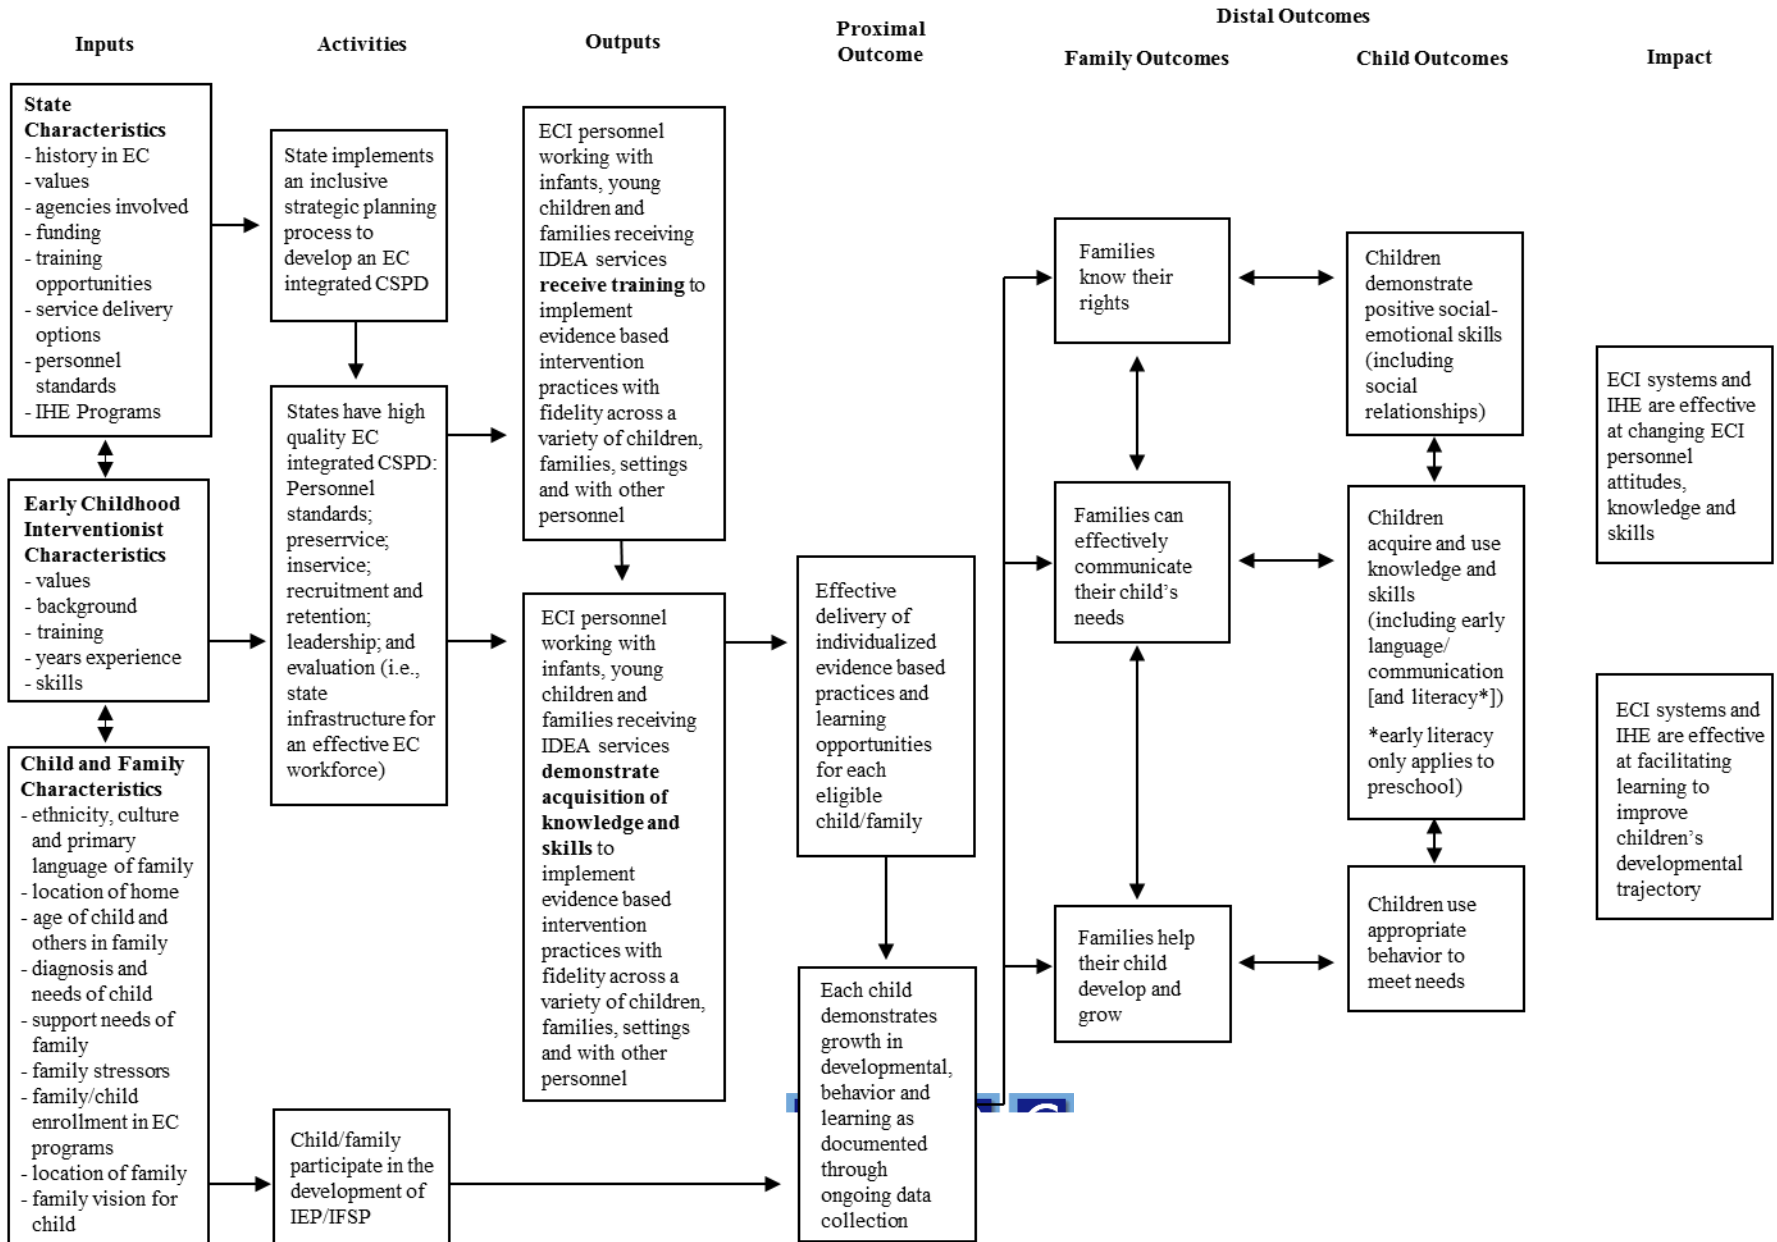 Inputs
Activities
Outputs
Proximal
Outcome
Distal Outcomes
Family Outcomes
Child Outcomes
Impact
State
Characteristics
- history in EC
- values
- agencies involved
- funding
- training
opportunities
- service delivery
options
- personnel
standards
- IHE Programs
Early Childhood
Interventionist
Characteristics
- values
- background
- training
- years experience
- skills
Child and Family
Characteristics
- ethnicity, culture
and primary
language of family
- location of home
- age of child and
others in family
- diagnosis and
needs of child
- support needs of
family
- family stressors
- family/child
enrollment in EC
programs
- location of family
- family vision for
child
State implements
an inclusive
strategic planning
process to
develop an EC
integrated CSPD
States have high
quality EC
integrated CSPD:
Personnel
standards;
preserrvice;
inservice;
recruitment and
retention;
leadership; and
evaluation (i.e.,
state
infrastructure for
an effective EC
workforce)
Child/family
participate in the
development of
IEP/IFSP
ECI personnel
working with
infants, young
children and
families receiving
IDEA services
receive training to
implement
evidence based
intervention
practices with
fidelity across a
variety of children,
families, settings
and with other
personnel
ECI personnel
working with
infants, young
children and
families receiving
IDEA services
demonstrate
acquisition of
knowledge and
skills to
implement
evidence based
intervention
practices with
fidelity across a
variety of children,
families, settings
and with other
personnel
Effective
delivery of
individualized
evidence based
practices and
learning
opportunities
for each
eligible
child/family
Each child
demonstrates
growth in
developmental,
behavior and
learning as
documented
through
ongoing data
collection
Families
know their
rights
Families can
effectively
communicate
their child's
needs
Families help
their child
develop and
grow
Children
demonstrate
positive social-
emotional skills
(including
social
relationships)
Children
acquire and use
knowledge and
skills
(including early
language/
communication
[and literacy*])
*early literacy
only applies to
preschool)
Children use
appropriate
behavior to
meet needs
ECI systems and
IHE are effective
at changing ECI
personnel
attitudes,
knowledge and
skills
ECI systems and
IHE are effective
at facilitating
learning to
improve
children's
developmental
trajectory